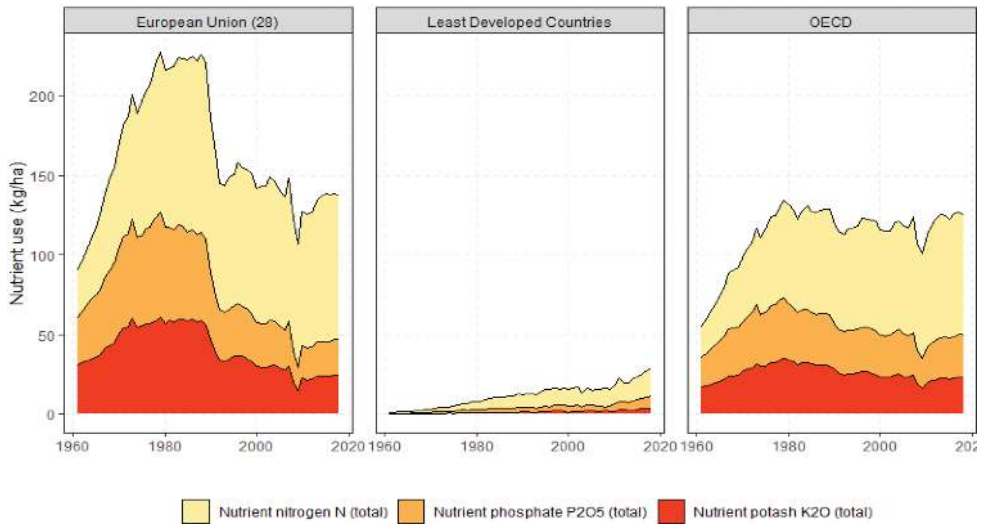 European Union (28)
Least Developed Countries
OECD
Nutrient use (kg/ha)
200
150
100
50
0
1960 1980 2000 2020
1960 1980 2000 2020
1960 1980 2000 202
Nutrient nitrogen N (total) Nutrient phosphate P2O5 (total) Nutrient potash K2O (total)